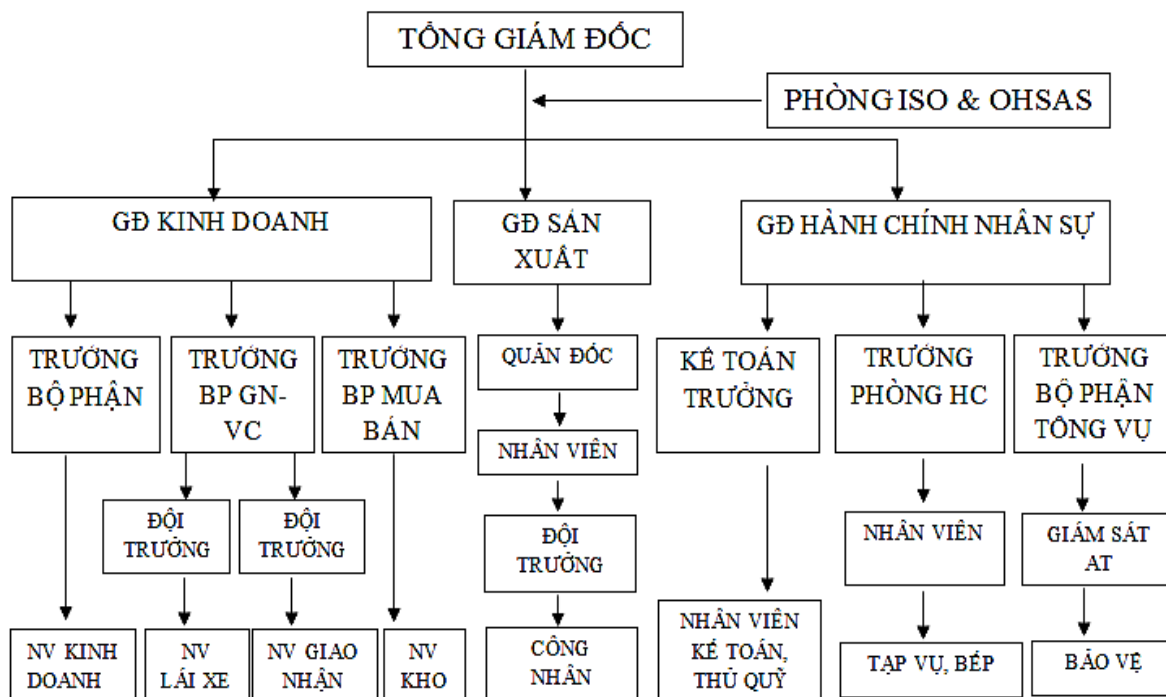 TỔNG GIÁM ĐỐC
PHÒNG ISO & OHSAS
GĐ KINH DOANH
GĐ SẢN
XUẤT
GĐ HÀNH CHÍNH NHÂN SỰ
TRƯỞNG
BỘ PHẬN
TRƯỞNG
BP GN-
VC
TRƯỞNG
BP MUA
BÁN
QUẢN ĐỐC
KẾ TOÁN
TRƯỞNG
TRƯỞNG
PHÒNG HC
TRƯỞNG
BỘ PHẬN
TỔNG VỤ
NHÂN VIÊN
ĐỘI
TRƯỞNG
ĐỘI
TRƯỞNG
ĐỘI
TRƯỞNG
NHÂN VIÊN
GIÁM SÁT
AT
NV KINH
DOANH
NV
LÁI XE
NV GIAO
NHẬN
NV
KHO
CÔNG
NHÂN
NHÂN VIÊN
KẾ TOÁN,
THỦ QUỸ
TẠP VỤ, BẾP
BẢO VỆ